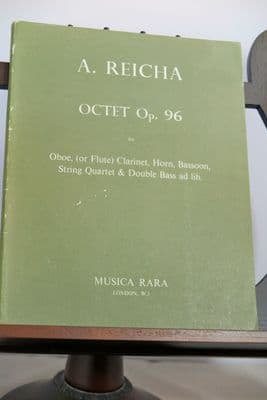 A. REICHA
OCTET Op. 96
for
Oboe, (or Flute) Clarinet, Horn, Bassoon,
String Quartet & Double Bass ad lib.
MUSICA RARA
(LONDON, W.)